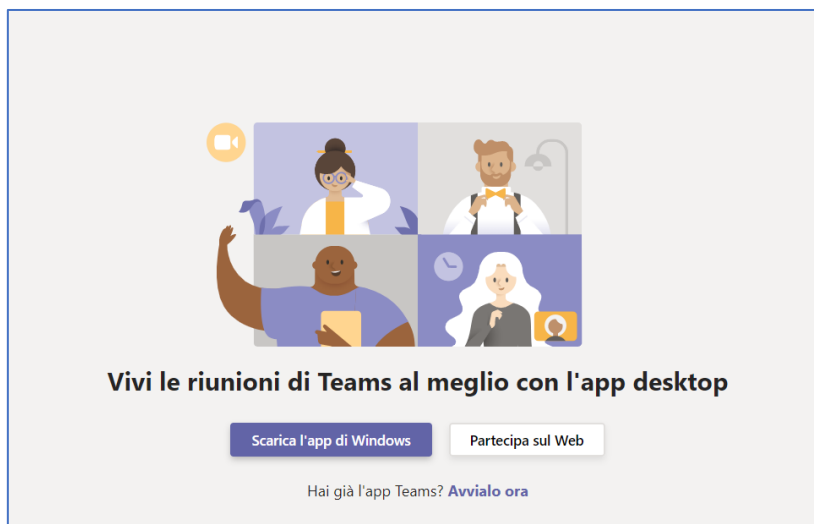 Vivi le riunioni di Teams al meglio con l'app desktop
Scarica l'app di Windows
Partecipa sul Web
Hai già l'app Teams? Avvialo ora